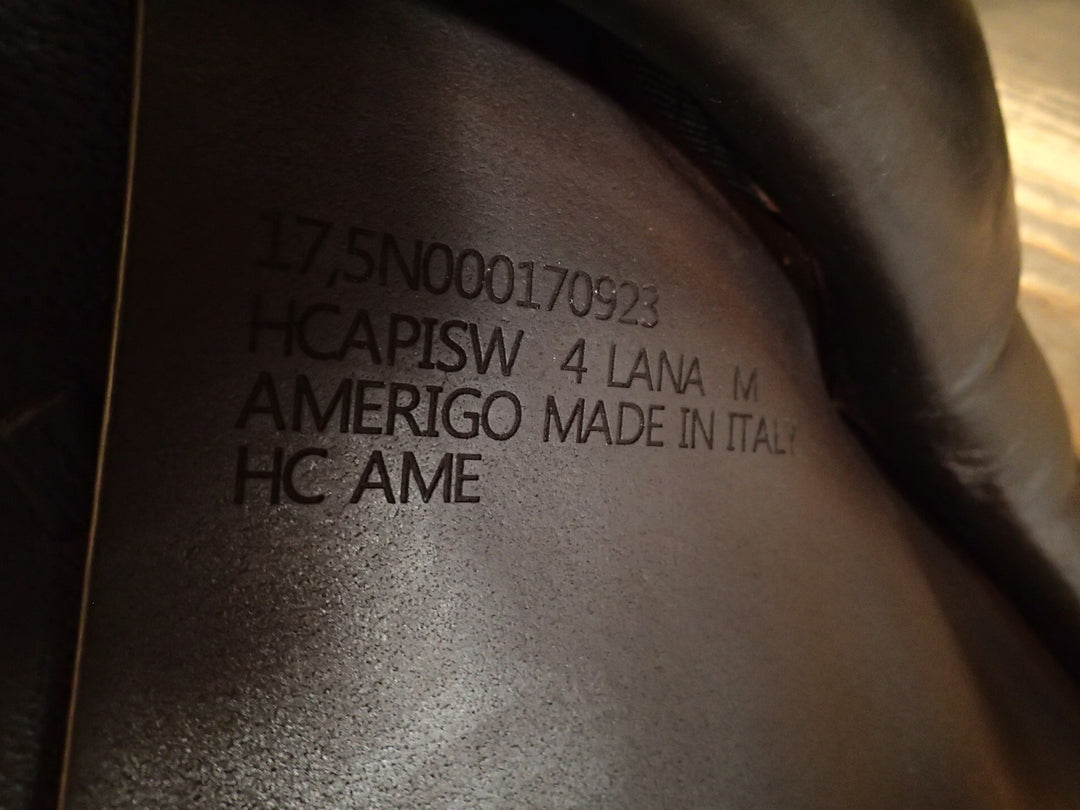 17,5N000170923
HCAPISW 4 LANA M
AMERIGO MADE IN ITALY
HC AME